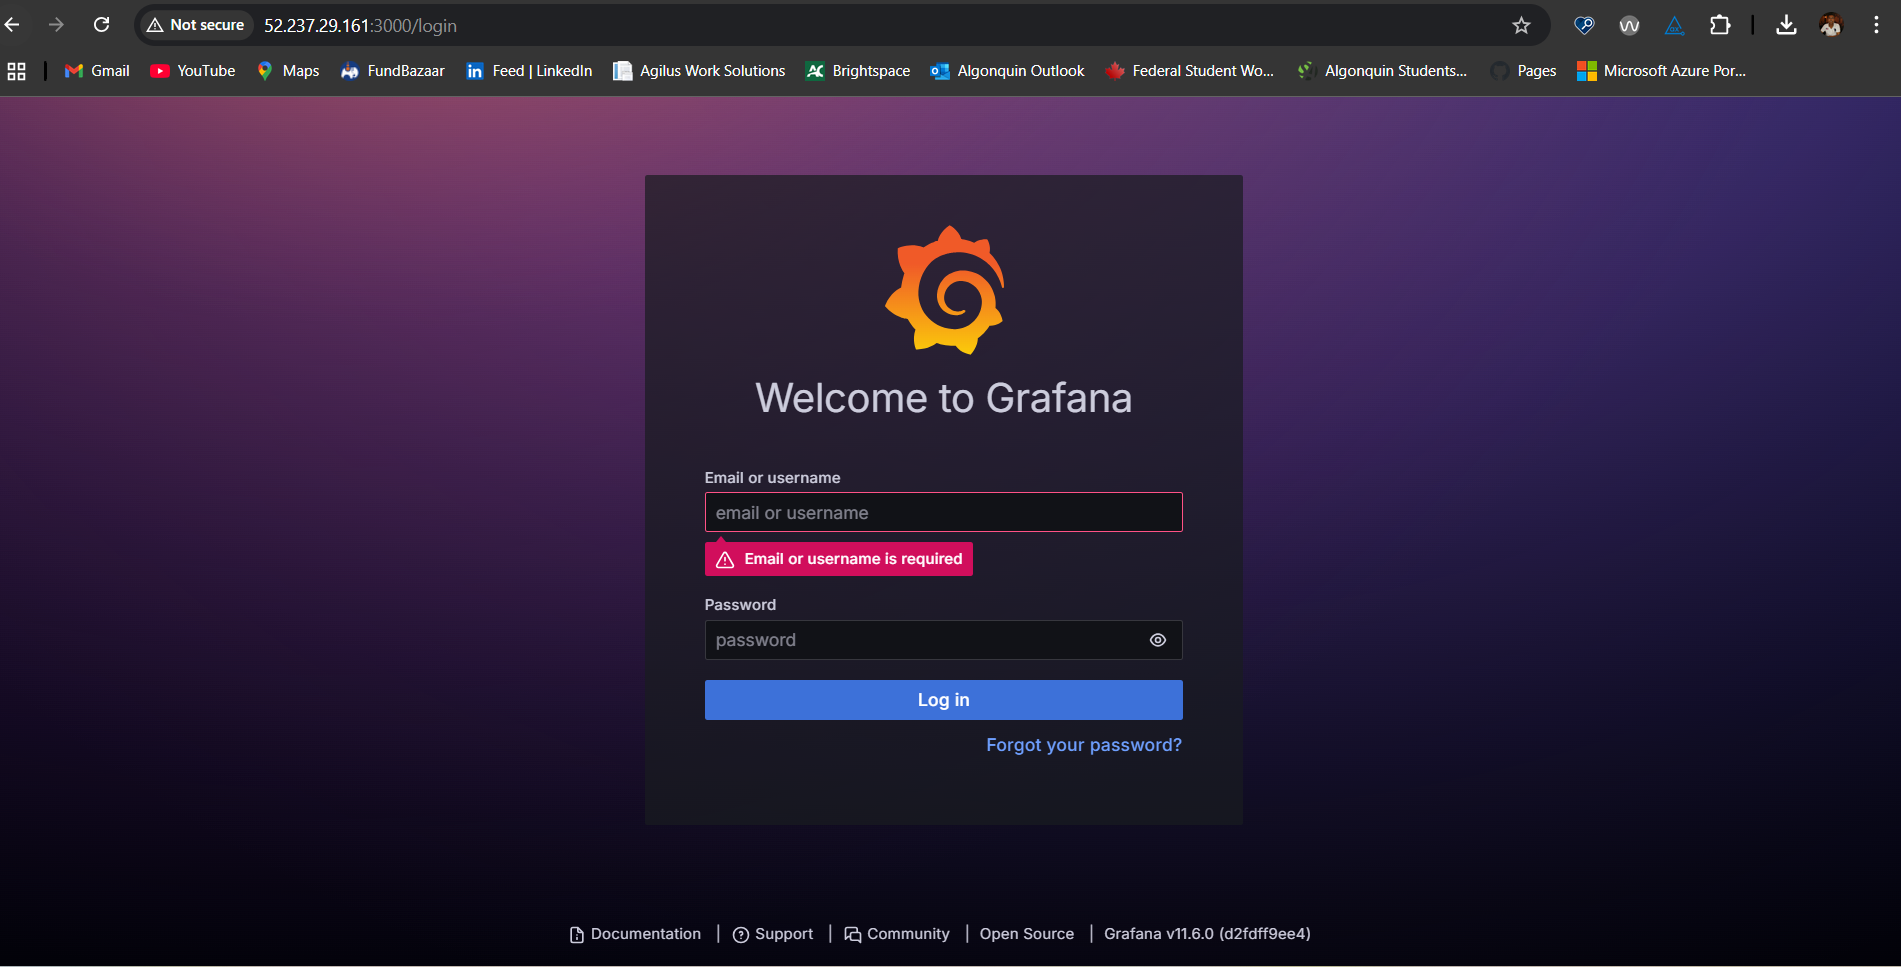 Not secure 52.237.29.161:3000/login
Gmail YouTube Maps FundBazaar Feed | LinkedIn Agilus Work Solutions Brightspace Algonquin Outlook Federal Student Wo... Algonquin Students... Pages Microsoft Azure Por...
Welcome to Grafana
Email or username
email or username
Email or username is required
Password
password
Log in
Forgot your password?
Documentation | Support | Community | Open Source | Grafana v11.6.0 (d2fdff9ee4)